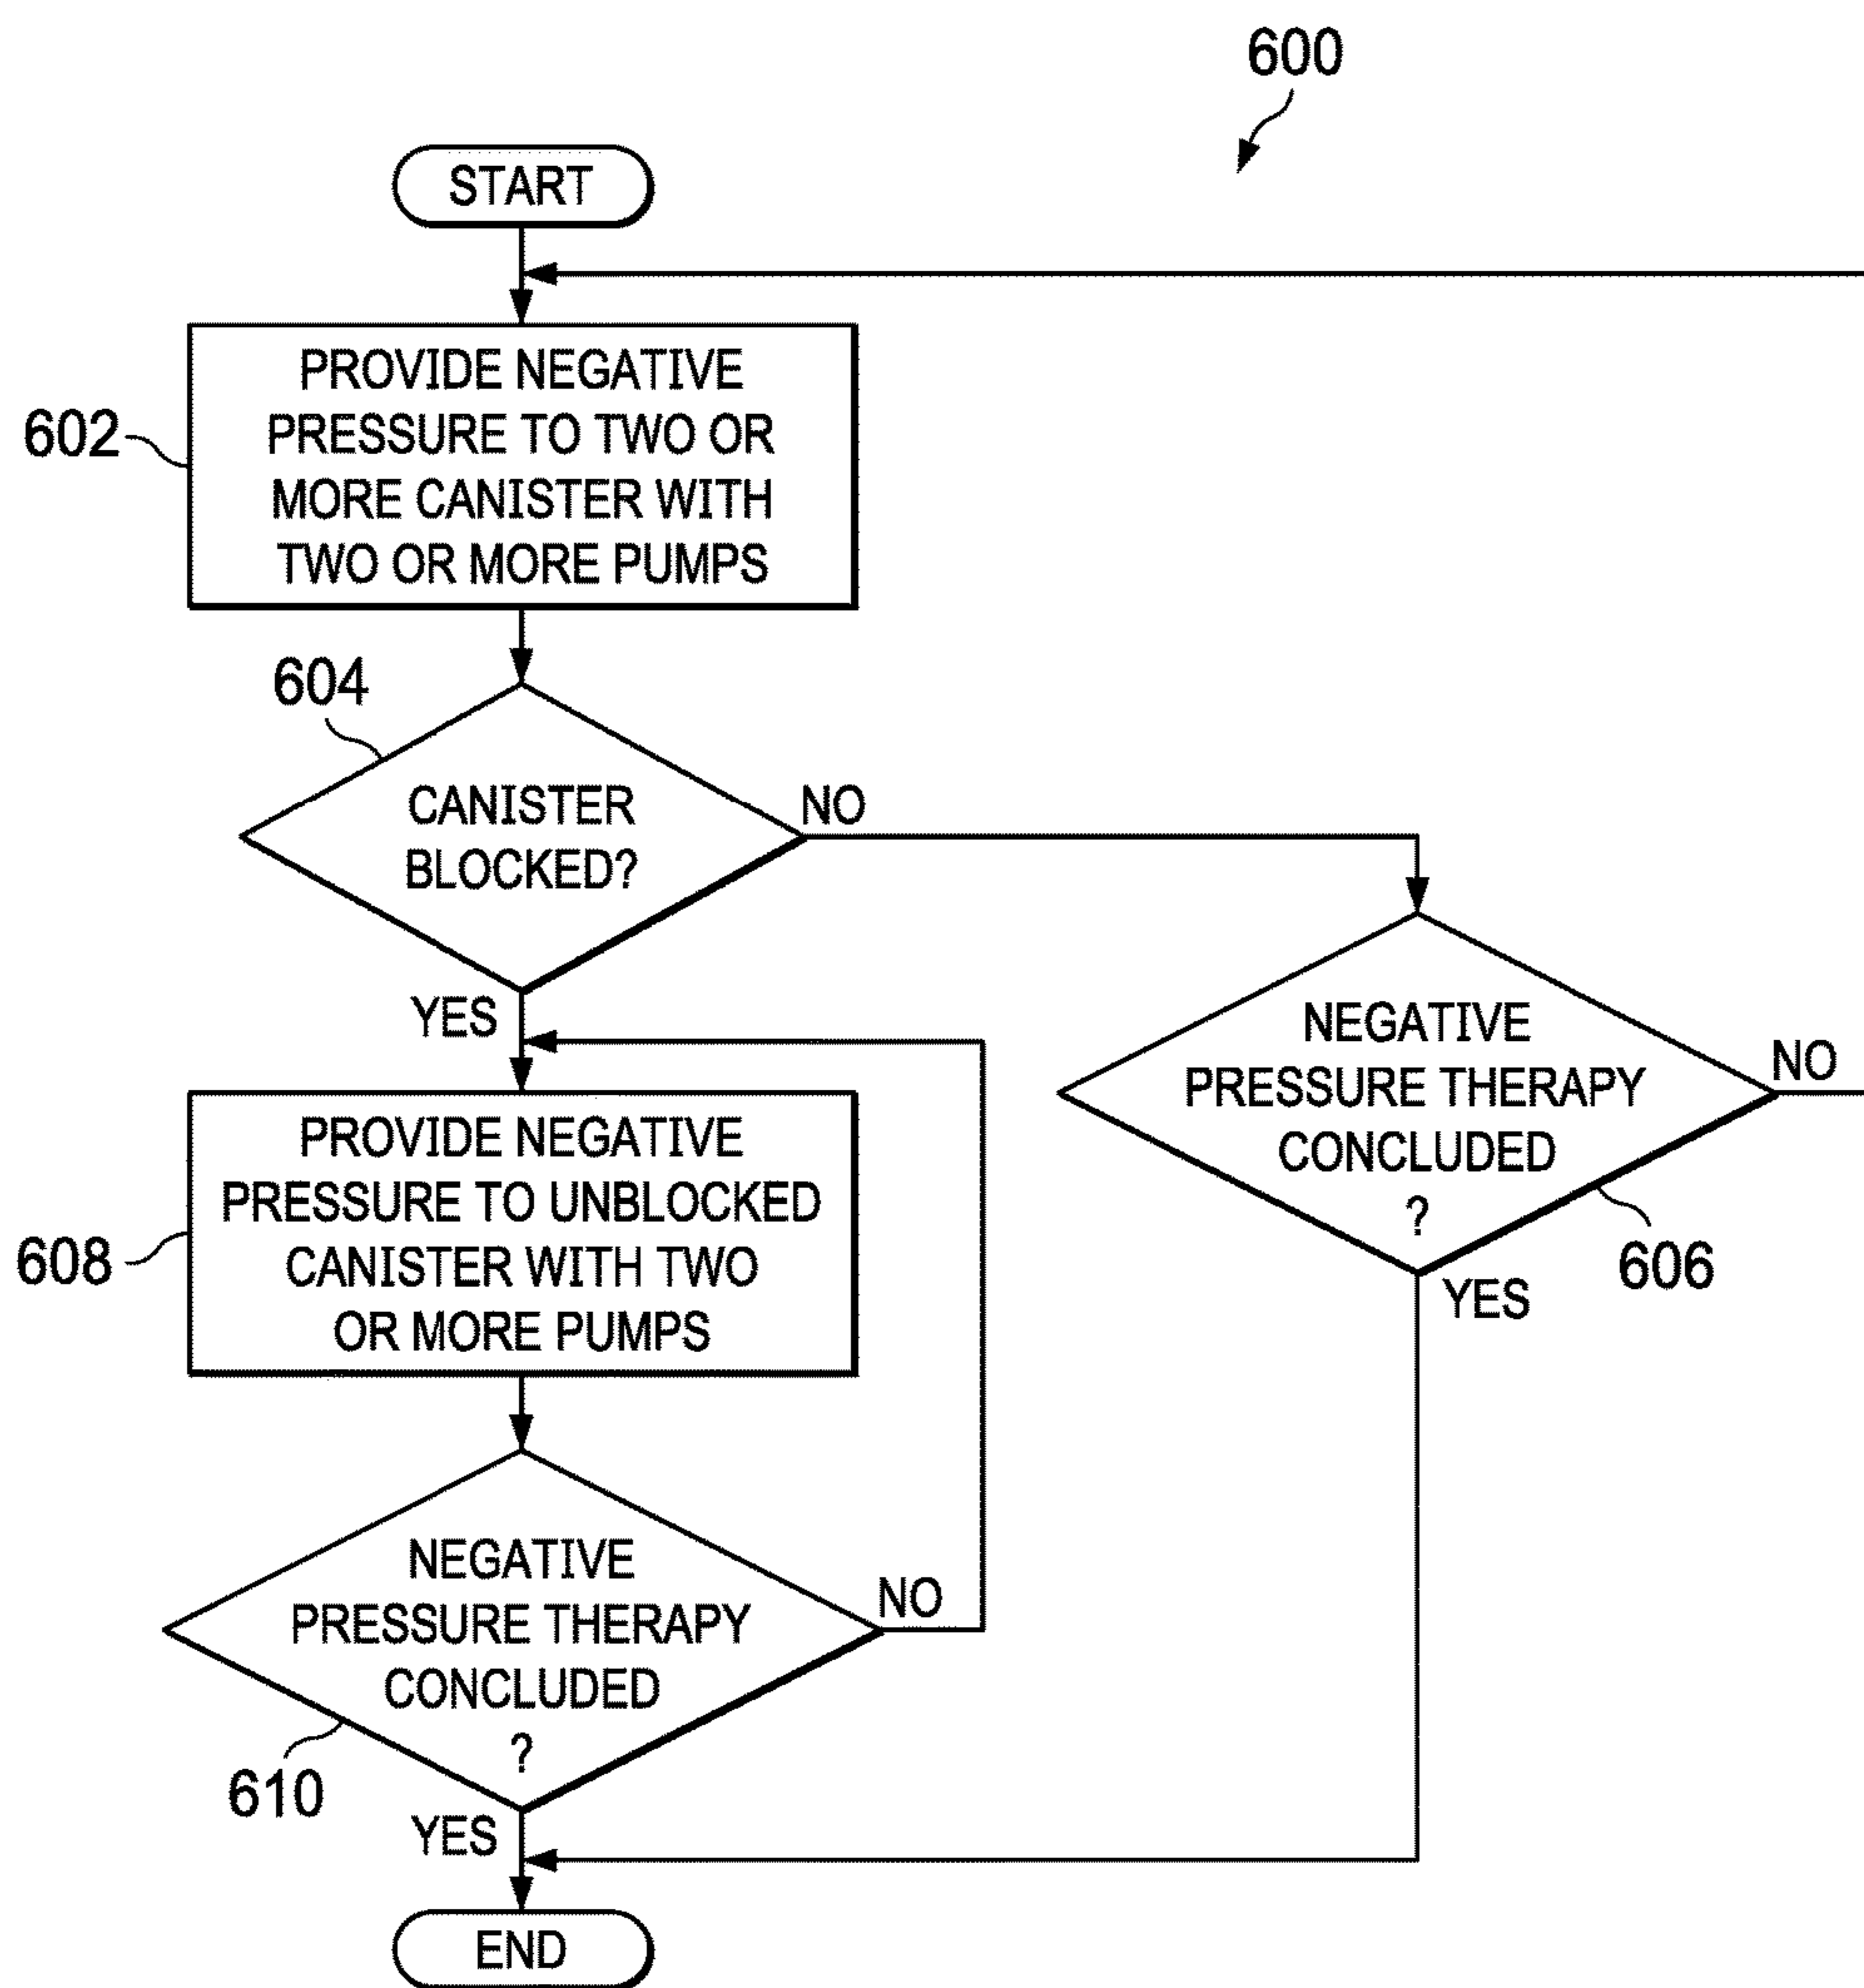 600
START
602
PROVIDE NEGATIVE
PRESSURE TO TWO OR
MORE CANISTER WITH
TWO OR MORE PUMPS
604
CANISTER
BLOCKED?
NO
YES
NEGATIVE
PRESSURE THERAPY
CONCLUDED
?
NO
606
YES
608
PROVIDE NEGATIVE
PRESSURE TO UNBLOCKED
CANISTER WITH TWO
OR MORE PUMPS
NEGATIVE
PRESSURE THERAPY
CONCLUDED
?
NO
610
YES
END